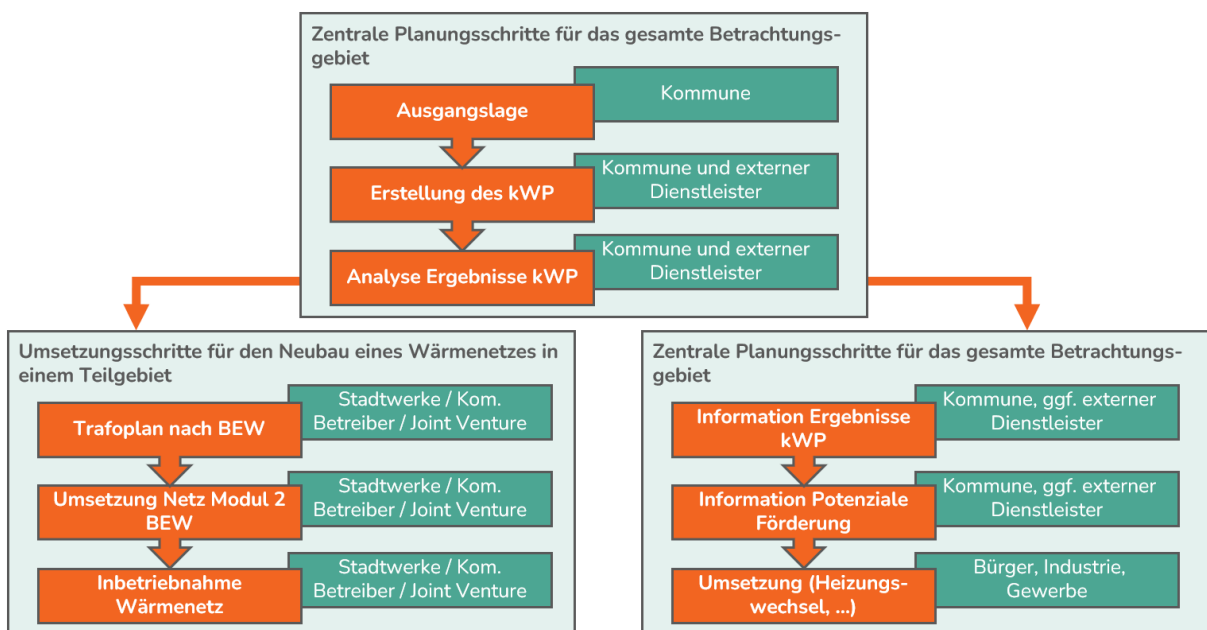 Zentrale Planungsschritte für das gesamte Betrachtungs-
gebiet
Ausgangslage
Kommune
Erstellung des kWP
Kommune und externer
Dienstleister
Analyse Ergebnisse kWP
Kommune und externer
Dienstleister
Umsetzungsschritte für den Neubau eines Wärmenetzes in
einem Teilgebiet
Trafoplan nach BEW
Stadtwerke / Kom.
Betreiber / Joint Venture
Umsetzung Netz Modul 2
BEW
Stadtwerke / Kom.
Betreiber / Joint Venture
Inbetriebnahme
Wärmenetz
Stadtwerke / Kom.
Betreiber / Joint Venture
Zentrale Planungsschritte für das gesamte Betrachtungs-
gebiet
Information Ergebnisse
kWP
Kommune, ggf. externer
Dienstleister
Information Potenziale
Förderung
Kommune, ggf. externer
Dienstleister
Umsetzung (Heizungs-
wechsel, ...)
Bürger, Industrie,
Gewerbe